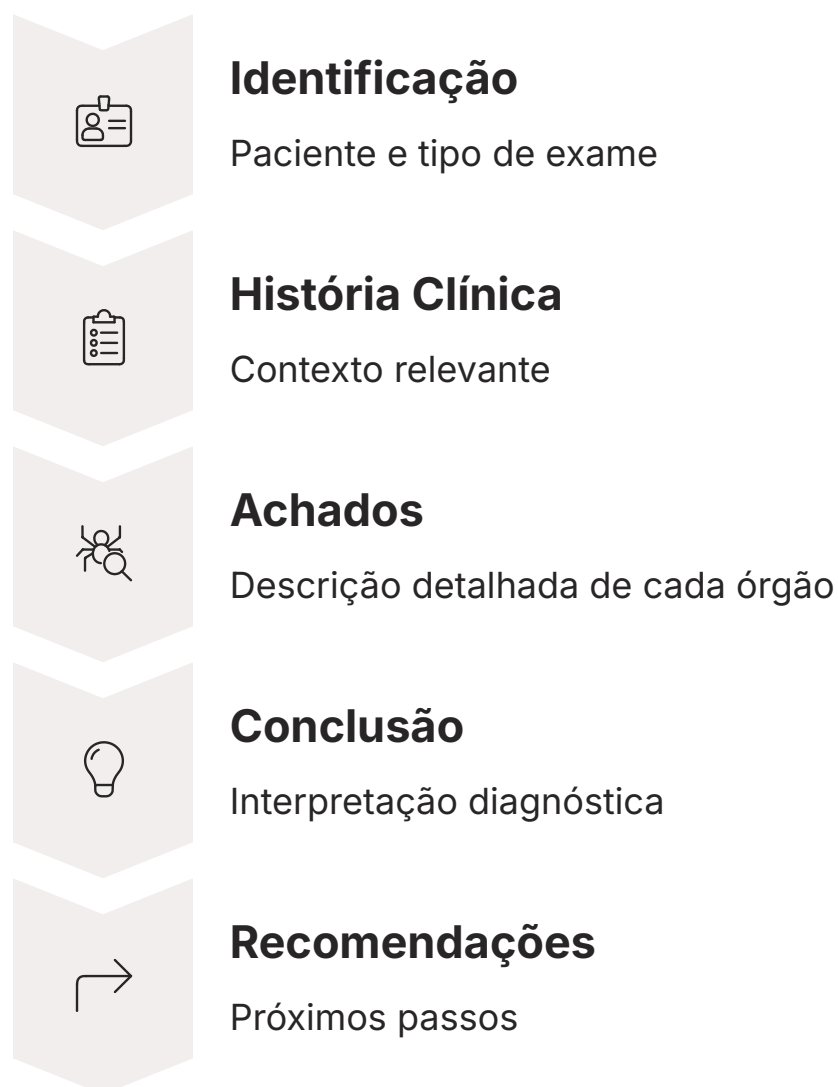 Identificação
Paciente e tipo de exame
História Clínica
Contexto relevante
Achados
Descrição detalhada de cada órgão
Conclusão
Interpretação diagnóstica
Recomendações
Próximos passos